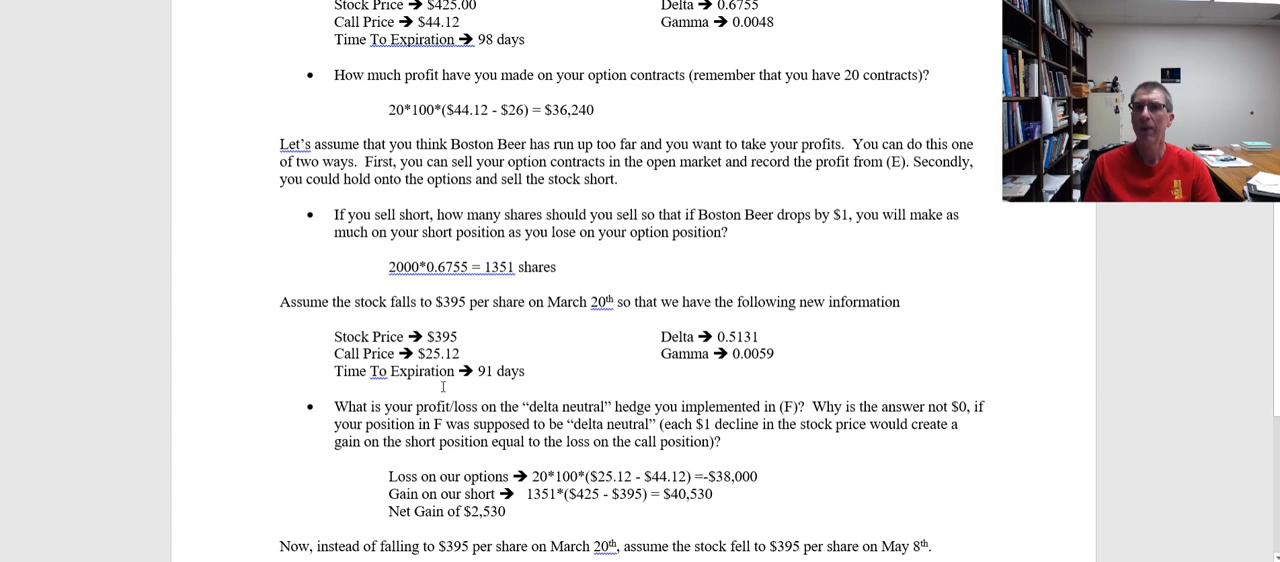 Stock Price ➔ $425.00 Delta ➔ 0.6755
Call Price ➔ $44.12 Gamma ➔ 0.0048
Time To Expiration ➔ 98 days
• How much profit have you made on your option contracts (remember that you have 20 contracts)?
20*100*($44.12 - $26) = $36,240
Let's assume that you think Boston Beer has run up too far and you want to take your profits. You can do this one
of two ways. First, you can sell your option contracts in the open market and record the profit from (E). Secondly,
you could hold onto the options and sell the stock short.
• If you sell short, how many shares should you sell so that if Boston Beer drops by $1, you will make as
much on your short position as you lose on your option position?
2000*0.6755 = 1351 shares
Assume the stock falls to $395 per share on March 20th so that we have the following new information
Stock Price ➔ $395 Delta ➔ 0.5131
Call Price ➔ $25.12 Gamma ➔ 0.0059
Time To Expiration ➔ 91 days
• What is your profit/loss on the “delta neutral” hedge you implemented in (F)? Why is the answer not $0, if
your position in F was supposed to be “delta neutral” (each $1 decline in the stock price would create a
gain on the short position equal to the loss on the call position)?
Loss on our options ➔ 20*100*($25.12 - $44.12) =-$38,000
Gain on our short ➔ 1351*($425 - $395) = $40,530
Net Gain of $2,530
Now, instead of falling to $395 per share on March 20th, assume the stock fell to $395 per share on May 8th.